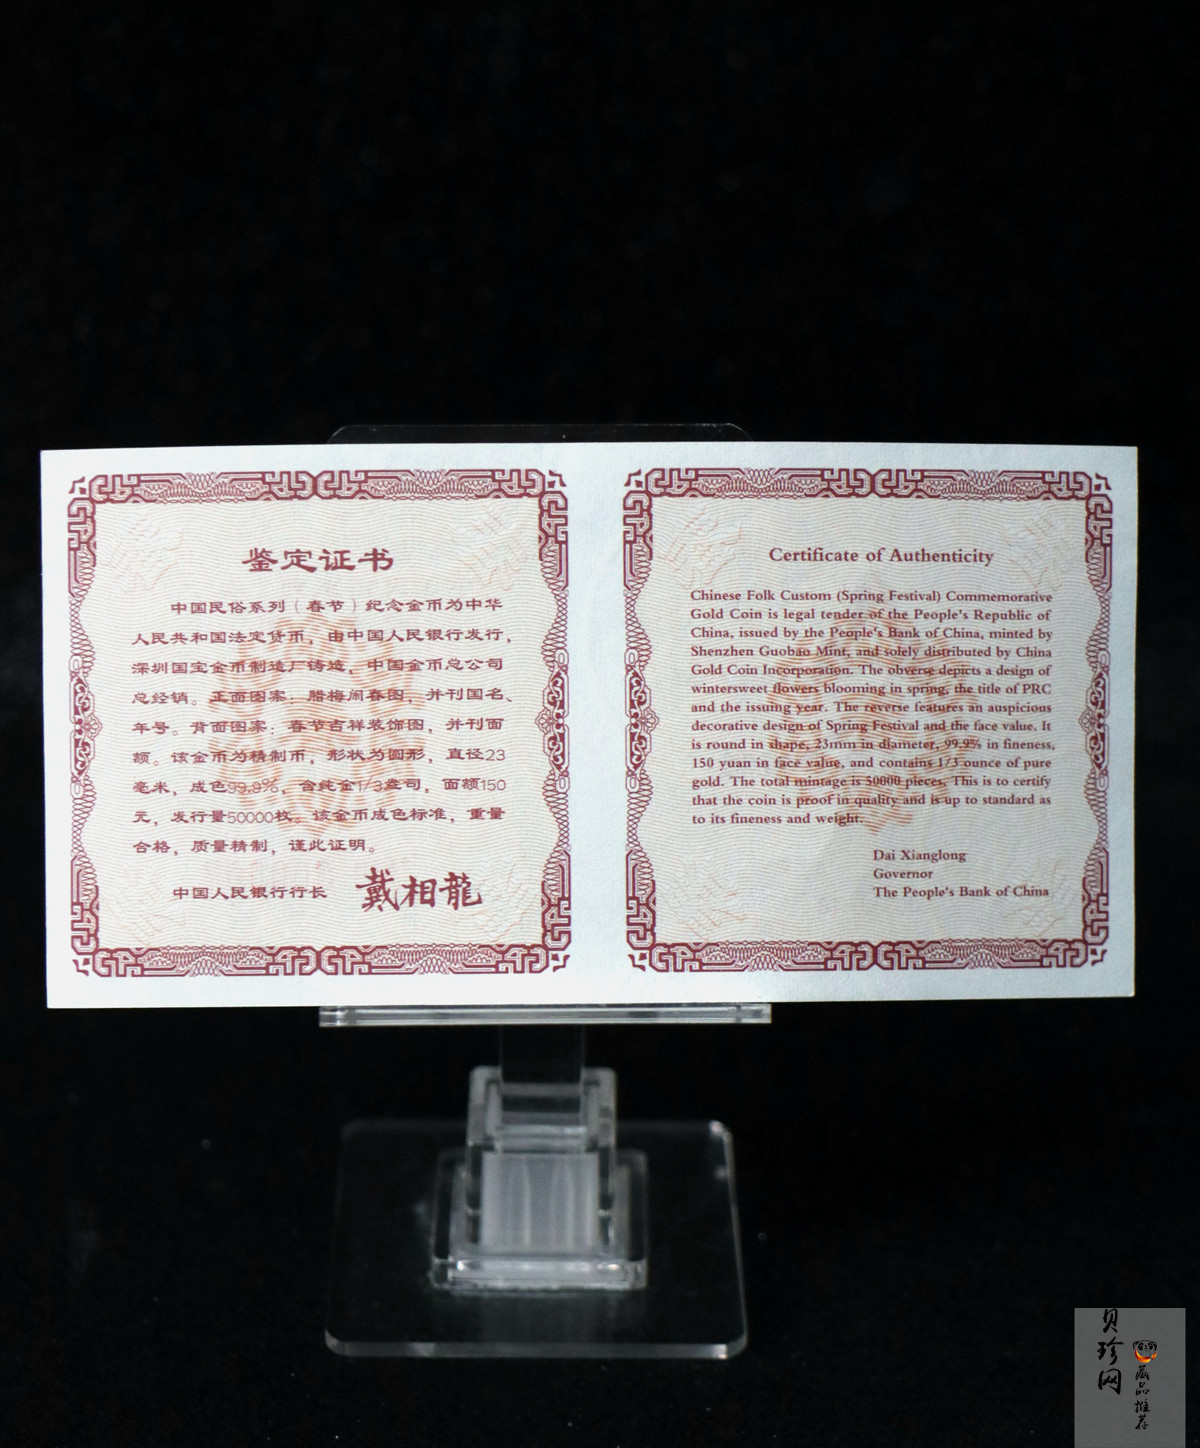 鉴定证书
中国民俗系列（春节）纪念金币为中华
人民共和国法定货币，由中国人民银行发行，
深圳国宝金币制造厂铸造，中国金币总公司
总经销。正面图案：腊梅闹春图，并刊国名、
年号。背面图案：春节吉祥装饰图，并刊面
额。该金币为精制币，形状为圆形，直径23
毫米，成色99.9%，含纯金1/3盎司，面额150
元，发行量50000枚。该金币成色标准，重量
合格，质量精制，谨此证明。
中国人民银行行长 戴相龍
Certificate of Authenticity
Chinese Folk Custom (Spring Festival) Commemorative
Gold Coin is legal tender of the People's Republic of
China, issued by the People's Bank of China, minted by
Shenzhen Guobao Mint, and solely distributed by China
Gold Coin Incorporation. The obverse depicts a design of
wintersweet flowers blooming in spring, the title of PRC
and the issuing year. The reverse features an auspicious
decorative design of Spring Festival and the face value. It
is round in shape, 23mm in diameter, 99.9% in fineness,
150 yuan in face value, and contains 1/3 ounce of pure
gold. The total mintage is 50000 pieces. This is to certify
that the coin is proof in quality and is up to standard as
to its fineness and weight.
Dai Xianglong
Governor
The People's Bank of China
贝珍网
藏品推荐